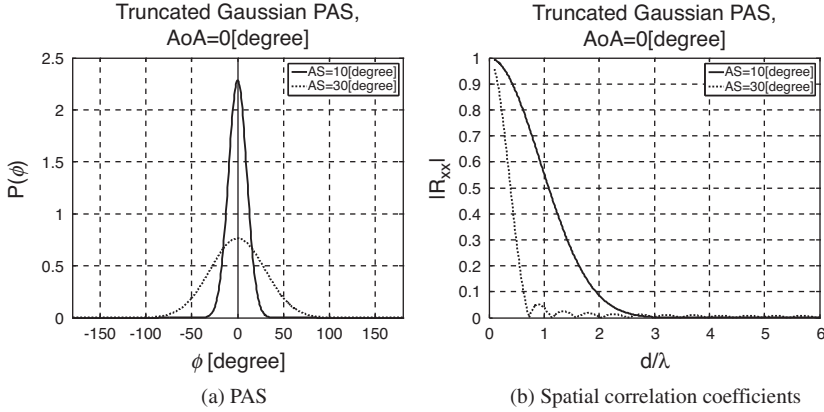 Truncated Gaussian PAS,
AoA=0[degree]
AS=10[degree]
AS=30[degree]
P(ϕ)
2.5
2
1.5
1
0.5
0
-150 -100 -50 0 50 100 150
ϕ [degree]
(a) PAS
Truncated Gaussian PAS,
AoA=0[degree]
AS=10[degree]
AS=30[degree]
|Rxx|
1
0.9
0.8
0.7
0.6
0.5
0.4
0.3
0.2
0.1
0
0 1 2 3 4 5 6
d/λ
(b) Spatial correlation coefficients